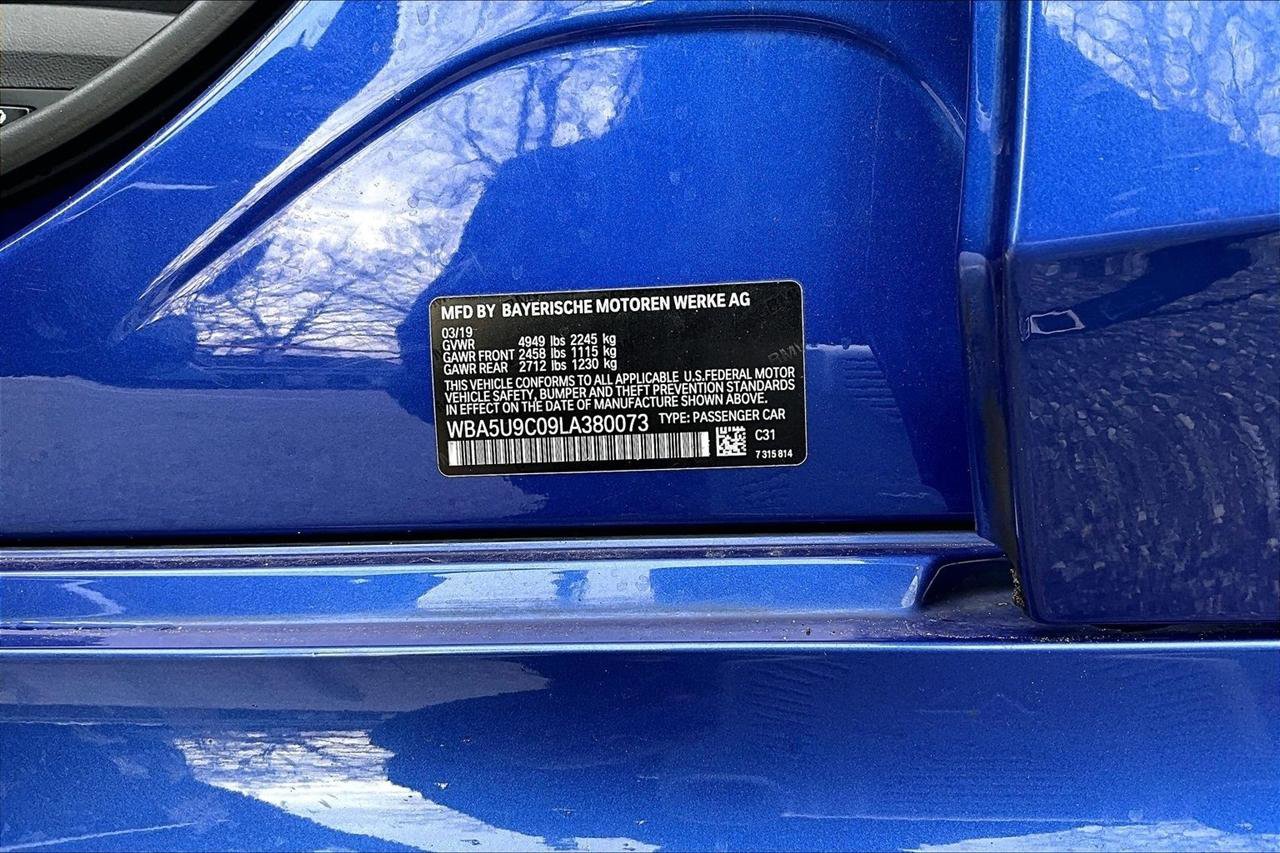 MFD BY BAYERISCHE MOTOREN WERKE AG
03/19
GVWR 4949 lbs 2245 kg
GAWR FRONT 2458 lbs 1115 kg
GAWR REAR 2712 lbs 1230 kg
THIS VEHICLE CONFORMS TO ALL APPLICABLE U.S.FEDERAL MOTOR
VEHICLE SAFETY, BUMPER AND THEFT PREVENTION STANDARDS
IN EFFECT ON THE DATE OF MANUFACTURE SHOWN ABOVE.
WBA5U9C09LA380073 TYPE: PASSENGER CAR
C31
7 315 814